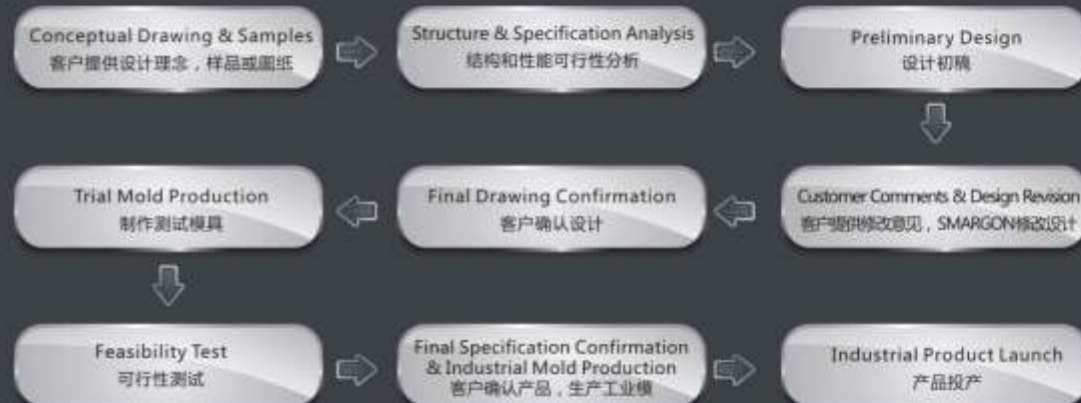 Conceptual Drawing & Samples
客户提供设计理念，样品或图纸
Structure & Specification Analysis
结构和性能可行性分析
Preliminary Design
设计初稿
Customer Comments & Design Revision
客户提供修改意见，SMARGON修改设计
Final Drawing Confirmation
客户确认设计
Trial Mold Production
制作测试模具
Feasibility Test
可行性测试
Final Specification Confirmation
& Industrial Mold Production
客户确认产品，生产工业模
Industrial Product Launch
产品投产